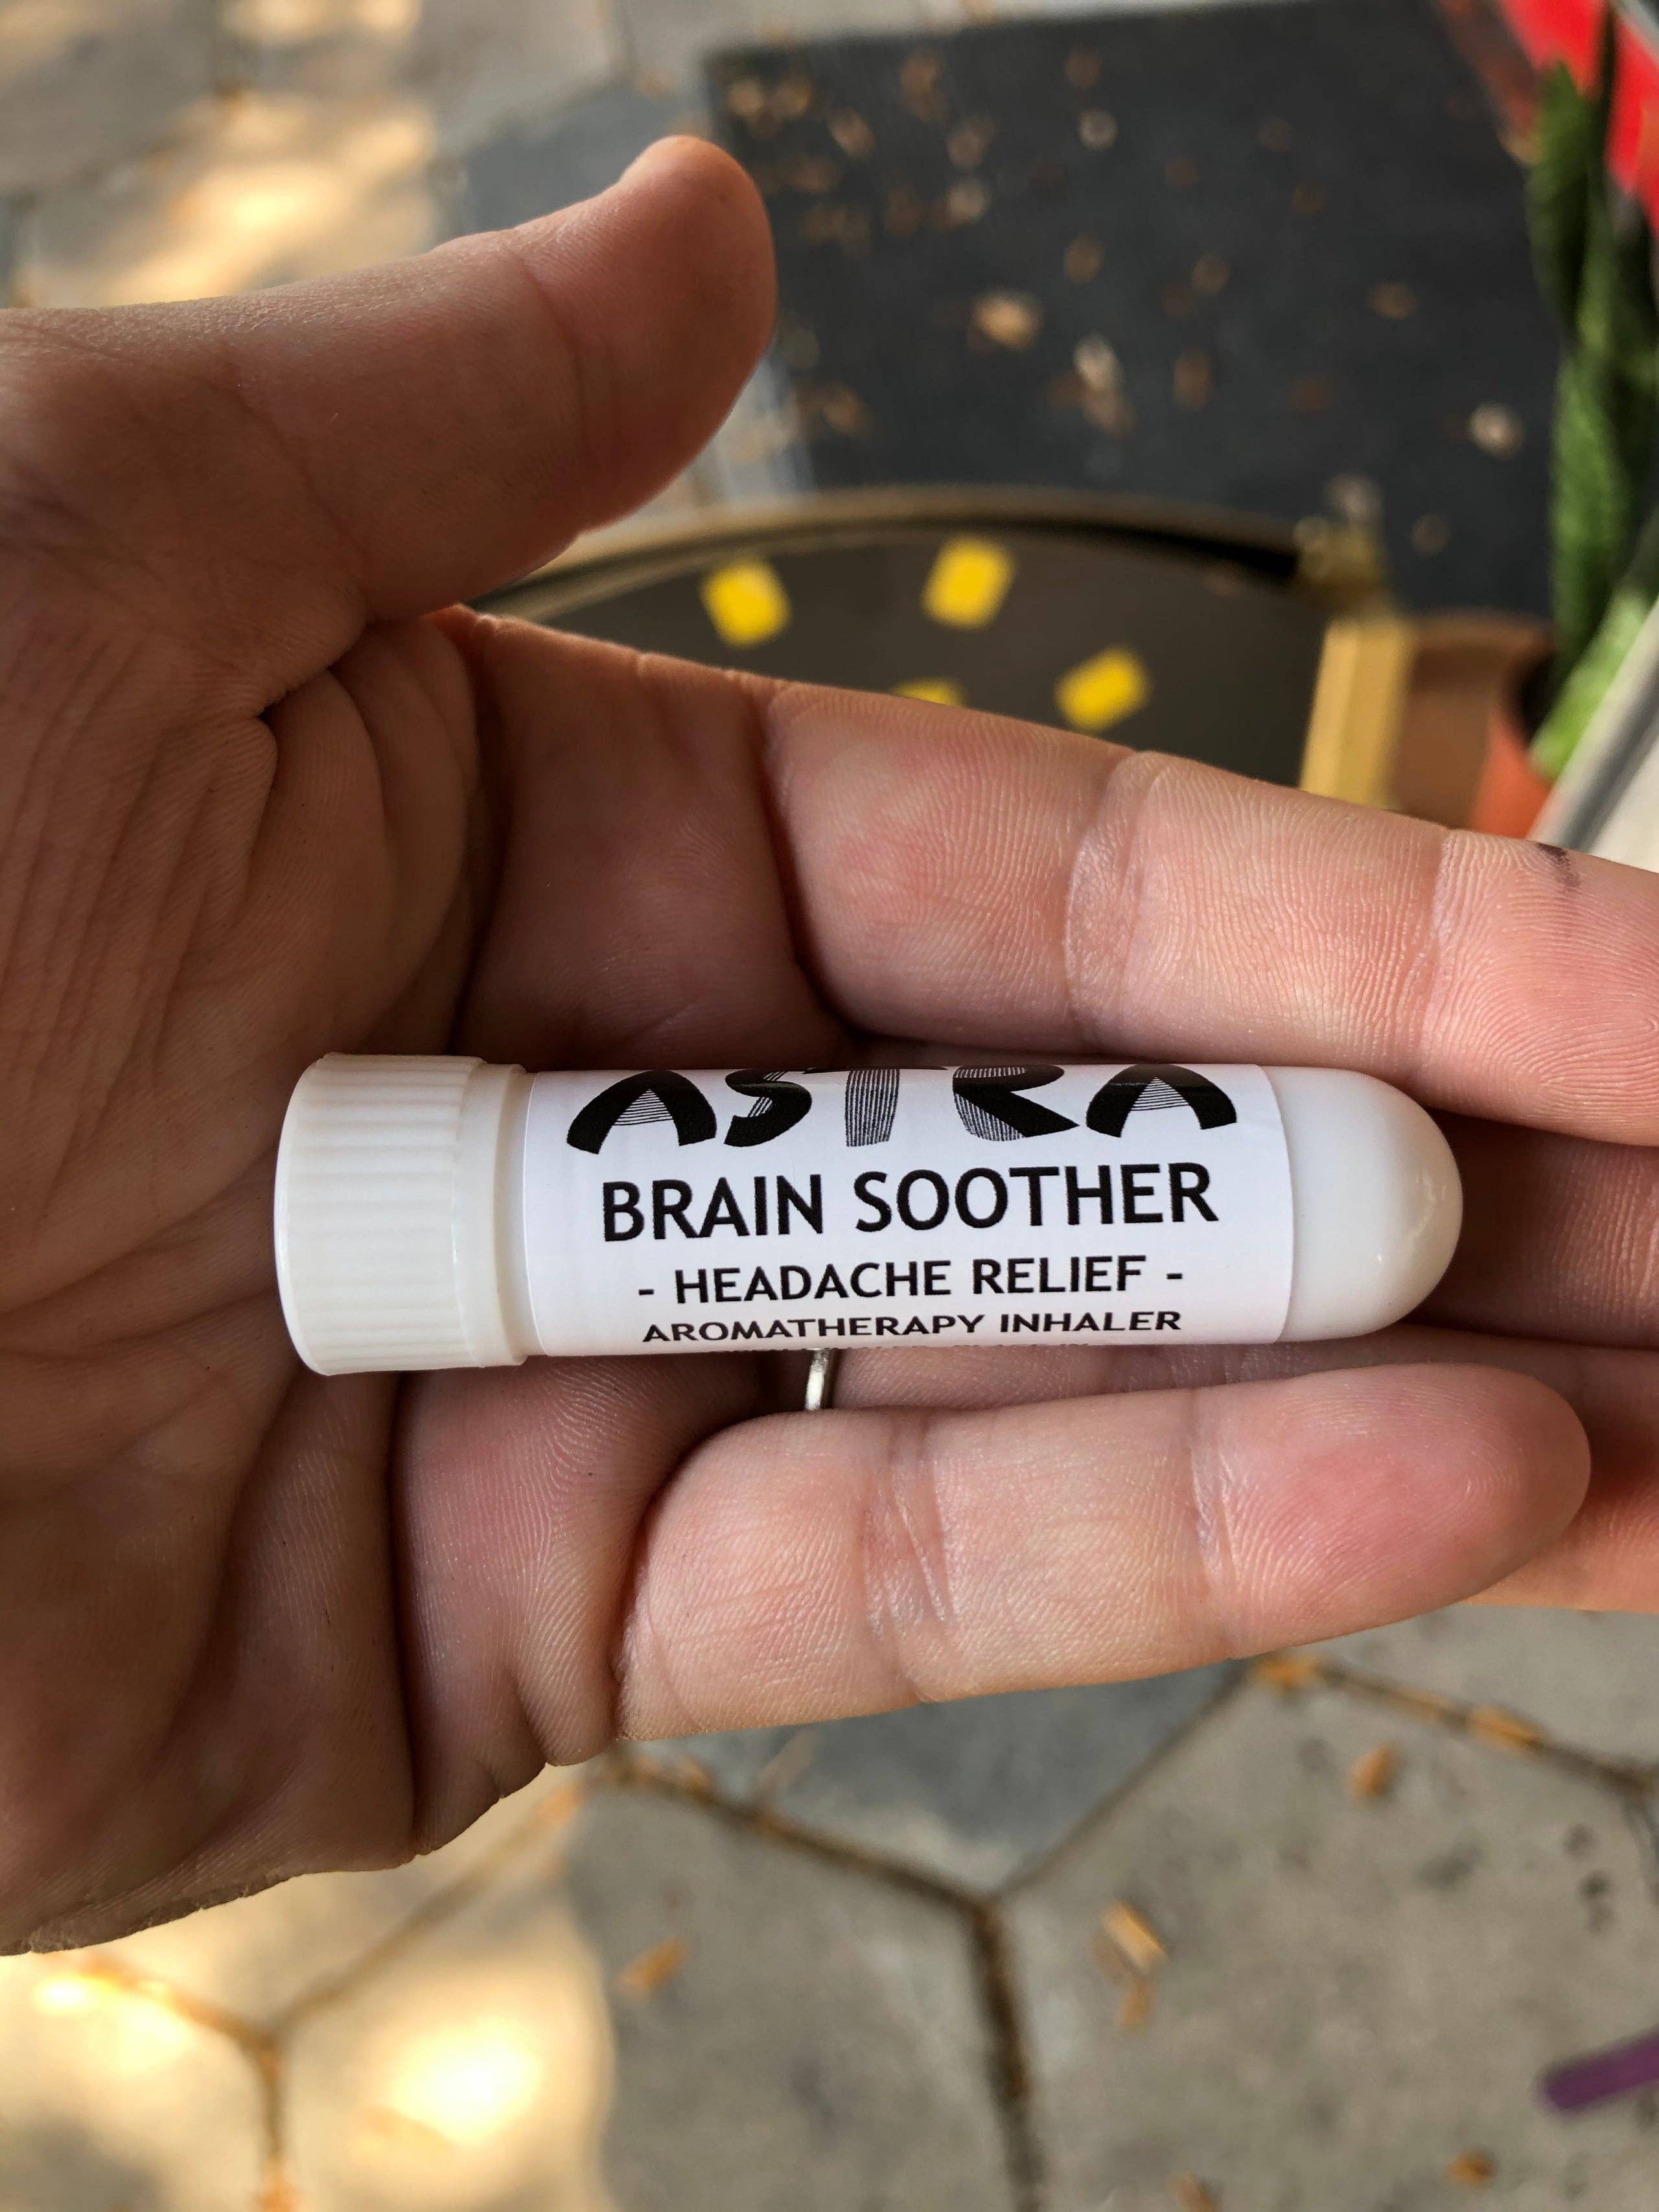 ASTRA
BRAIN SOOTHER
- HEADACHE RELIEF -
AROMATHERAPY INHALER